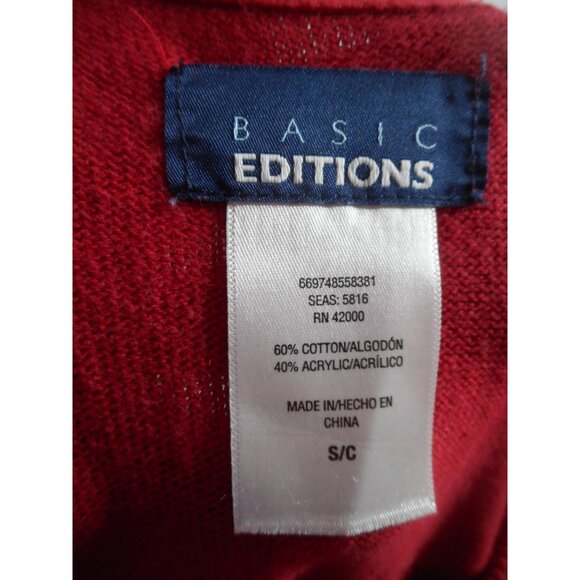 BASIC
EDITIONS
669748558381
SEAS: 5816
RN 42000
60% COTTON/ALGODÓN
40% ACRYLIC/ACRÍLICO
MADE IN/HECHO EN
CHINA
S/C